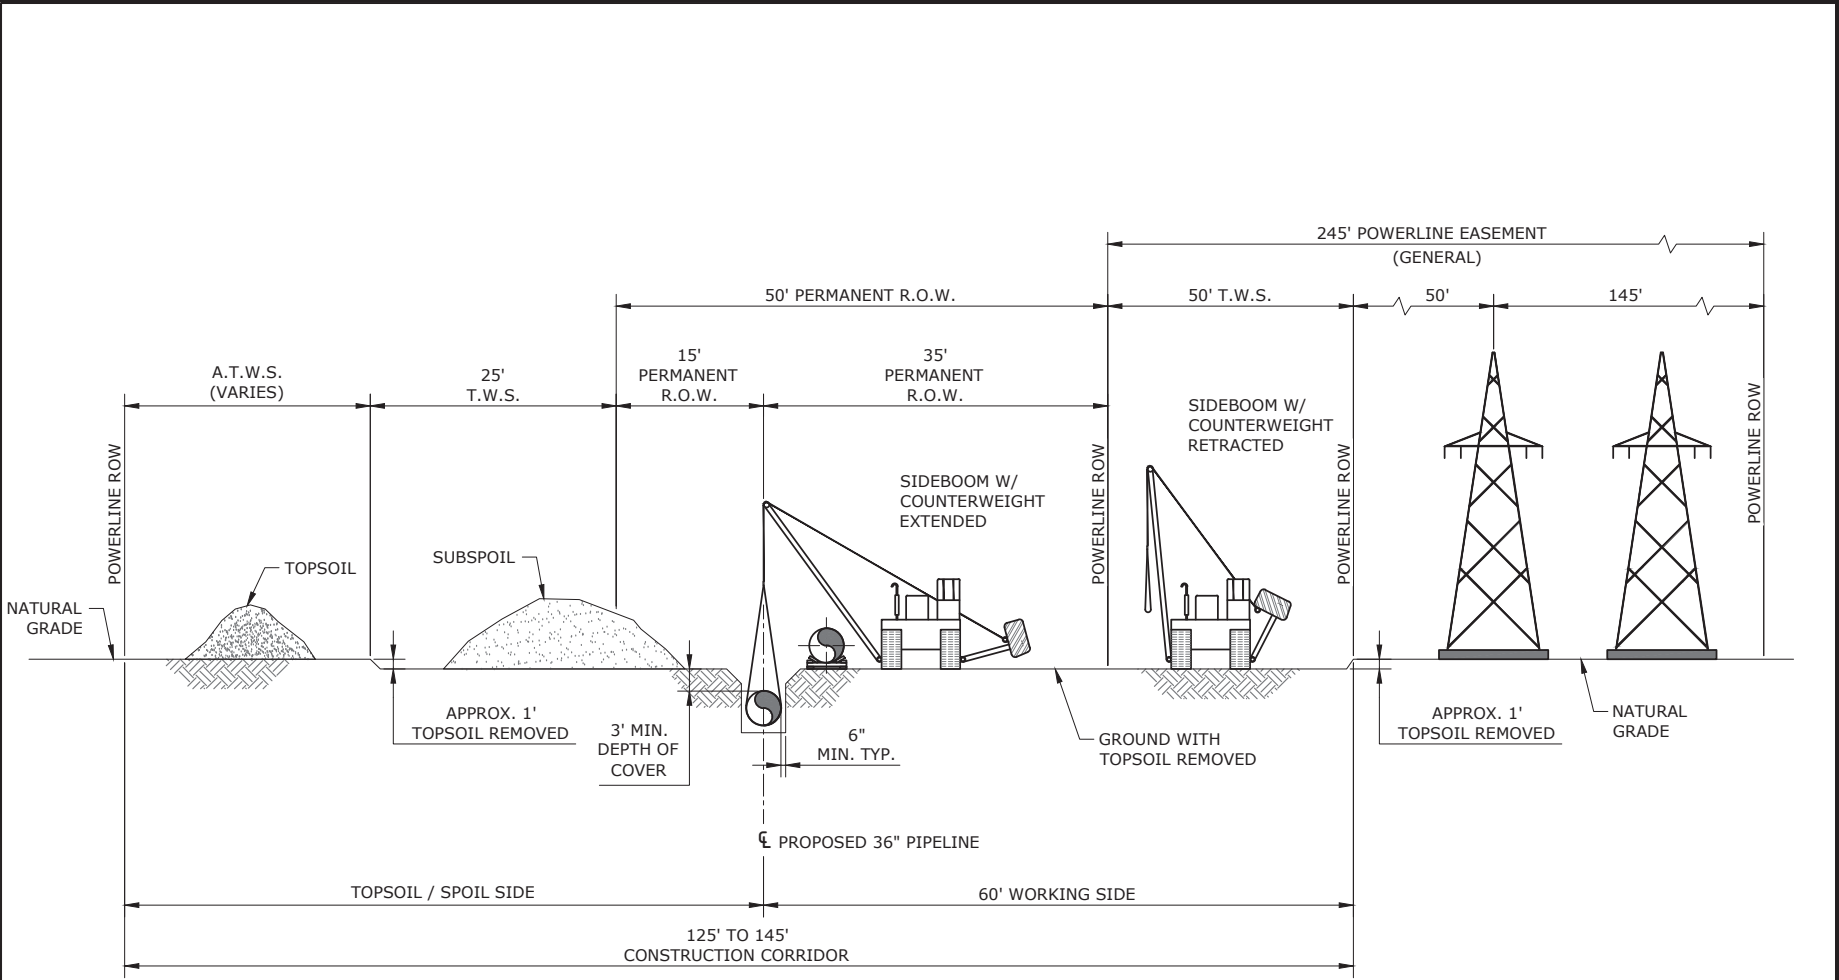 245' POWERLINE EASEMENT
(GENERAL)
50' PERMANENT R.O.W.
50' T.W.S.
50'
145'
A.T.W.S.
(VARIES)
25'
T.W.S.
15'
PERMANENT
R.O.W.
35'
PERMANENT
R.O.W.
SIDEBOOM W/
COUNTERWEIGHT
RETRACTED
SIDEBOOM W/
COUNTERWEIGHT
EXTENDED
POWERLINE ROW
POWERLINE ROW
POWERLINE ROW
POWERLINE ROW
TOPSOIL
SUBSPOIL
NATURAL
GRADE
APPROX. 1'
TOPSOIL REMOVED
3' MIN.
DEPTH OF
COVER
6"
MIN. TYP.
GROUND WITH
TOPSOIL REMOVED
APPROX. 1'
TOPSOIL REMOVED
NATURAL
GRADE
℄ PROPOSED 36" PIPELINE
TOPSOIL / SPOIL SIDE
60' WORKING SIDE
125' TO 145'
CONSTRUCTION CORRIDOR